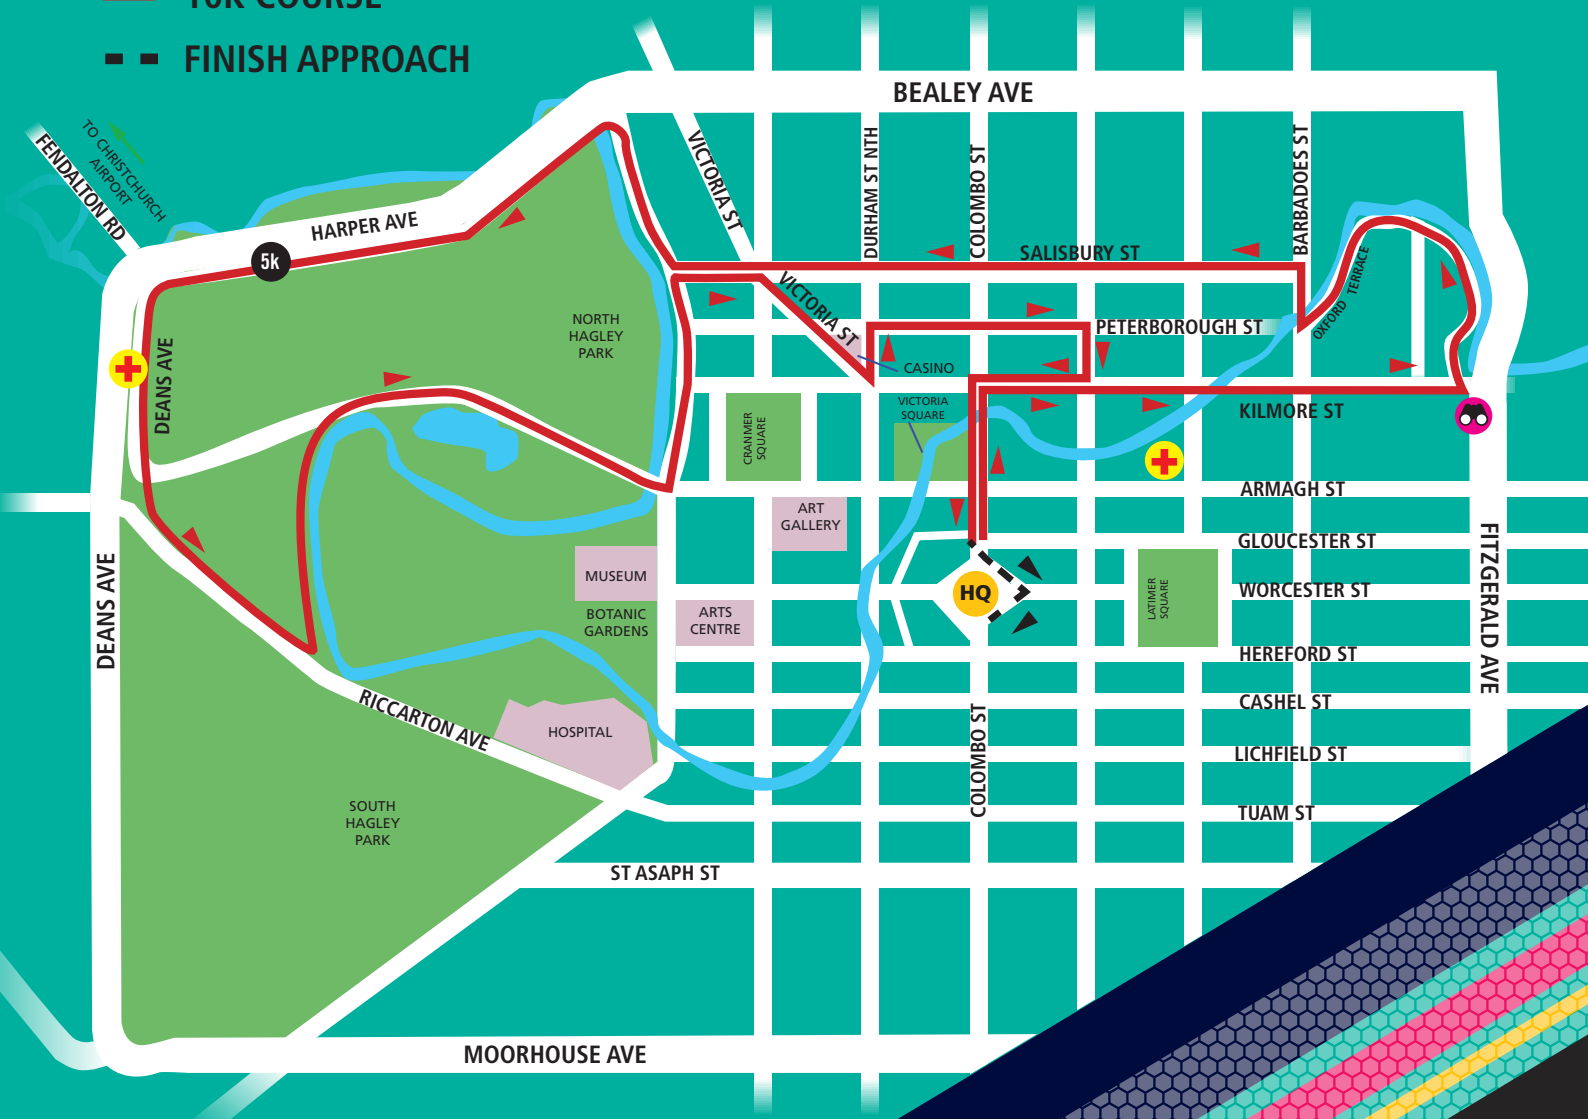 10K COURSE
FINISH APPROACH
BEALEY AVE
TO CHRISTCHURCH
AIRPORT
FENDALTON RD
HARPER AVE
5k
VICTORIA ST
DURHAM ST NTH
COLOMBO ST
BARBADOES ST
SALISBURY ST
OXFORD TERRACE
VICTORIA ST
PETERBOROUGH ST
NORTH
HAGLEY
PARK
DEANS AVE
CASINO
VICTORIA
SQUARE
KILMORE ST
CRANMER
SQUARE
ARMAGH ST
ART
GALLERY
GLOUCESTER ST
FITZGERALD AVE
MUSEUM
HQ
LATIMER
SQUARE
WORCESTER ST
BOTANIC
GARDENS
ARTS
CENTRE
DEANS AVE
HEREFORD ST
CASHEL ST
RICCARTON AVE
HOSPITAL
COLOMBO ST
LICHFIELD ST
SOUTH
HAGLEY
PARK
TUAM ST
ST ASAPH ST
MOORHOUSE AVE